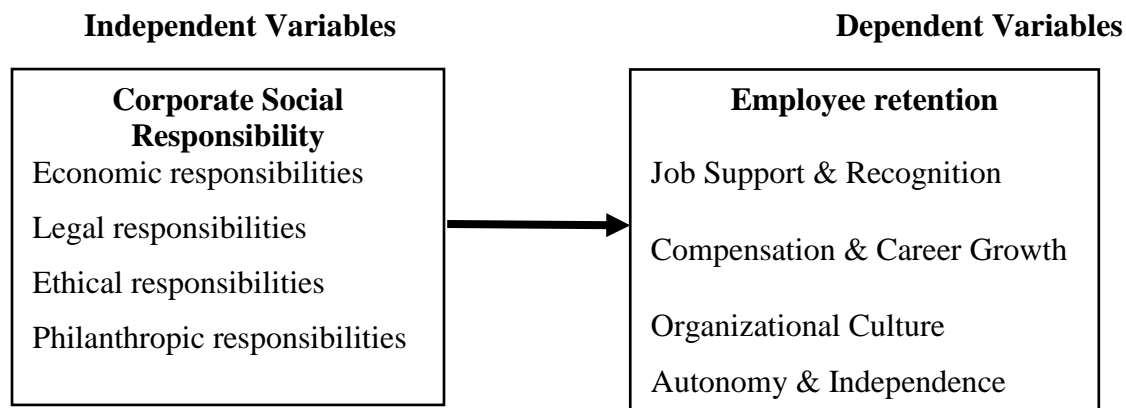 Independent Variables
Dependent Variables
Corporate Social
Responsibility
Economic responsibilities
Legal responsibilities
Ethical responsibilities
Philanthropic responsibilities
Employee retention
Job Support & Recognition
Compensation & Career Growth
Organizational Culture
Autonomy & Independence